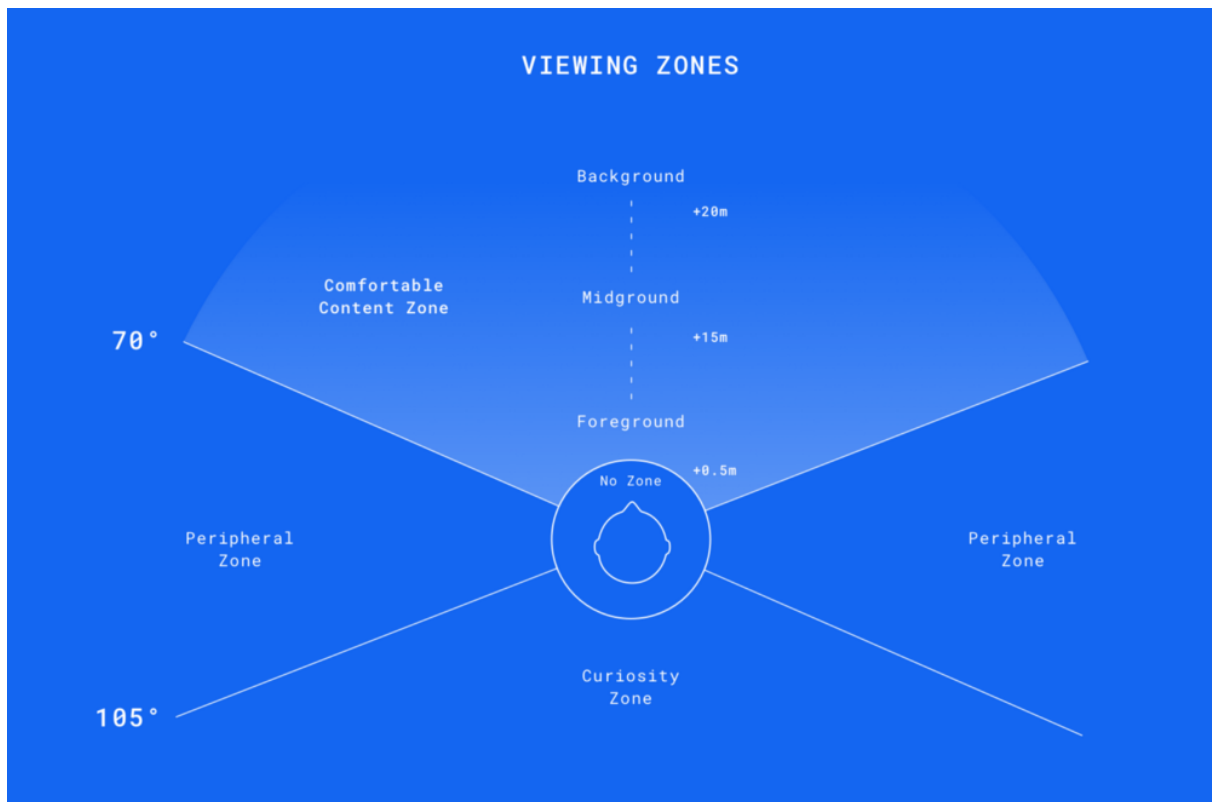 VIEWING ZONES
Background
+20m
Comfortable
Content Zone
Midground
70°
+15m
Foreground
+0.5m
No Zone
Peripheral
Zone
Peripheral
Zone
Curiosity
Zone
105°